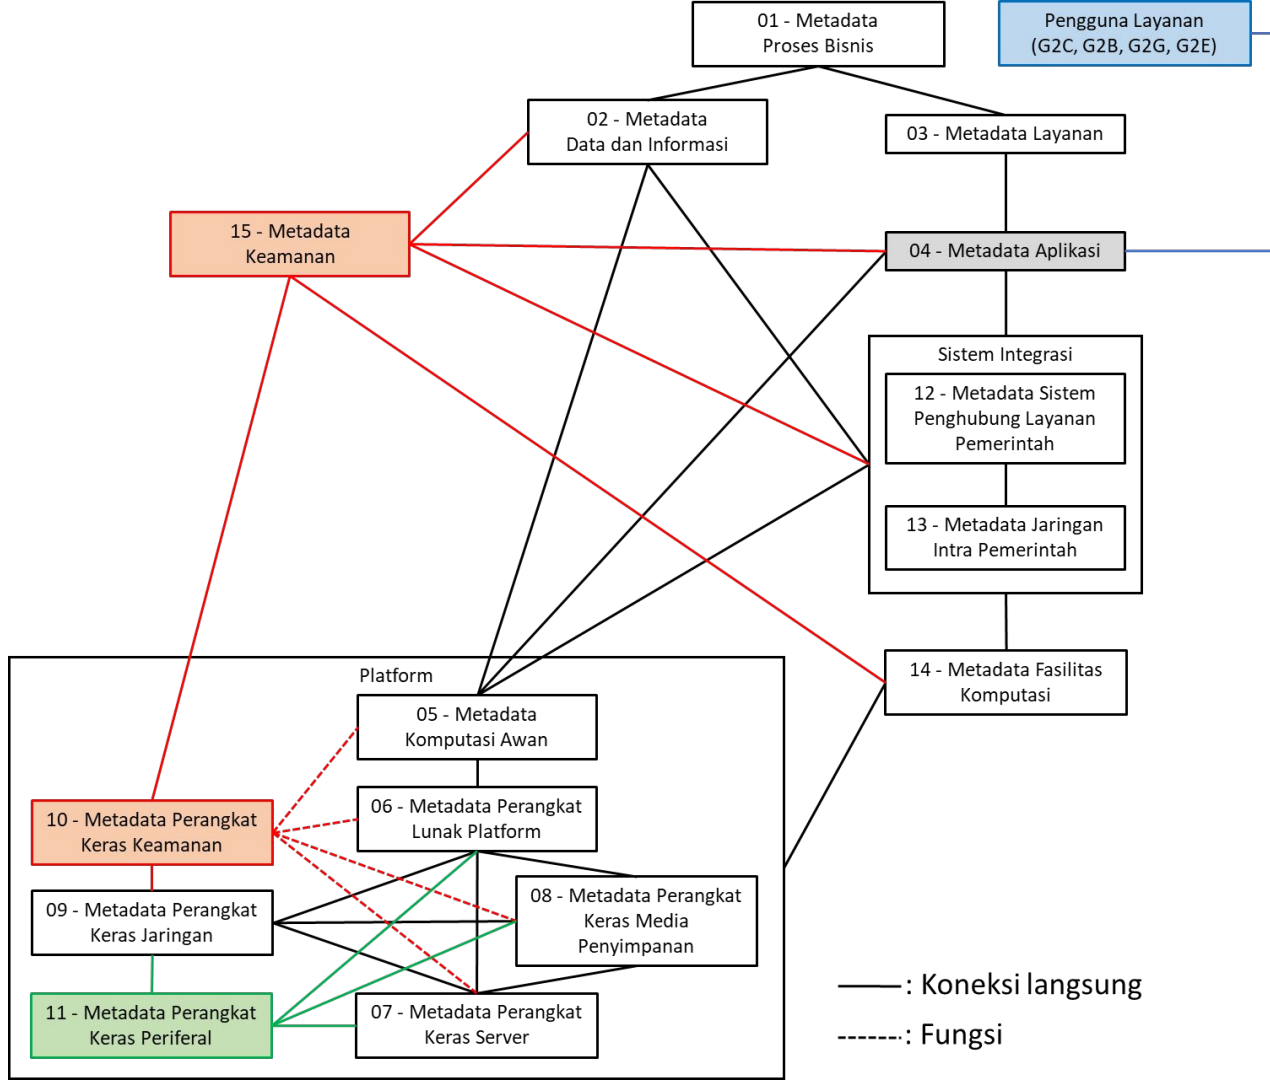 01 - Metadata
Proses Bisnis
Pengguna Layanan
(G2C, G2B, G2G, G2E)
02 - Metadata
Data dan Informasi
03 - Metadata Layanan
15 - Metadata
Keamanan
04 - Metadata Aplikasi
Sistem Integrasi
12 - Metadata Sistem
Penghubung Layanan
Pemerintah
13 - Metadata Jaringan
Intra Pemerintah
14 - Metadata Fasilitas
Komputasi
Platform
05 - Metadata
Komputasi Awan
06 - Metadata Perangkat
Lunak Platform
10 - Metadata Perangkat
Keras Keamanan
08 - Metadata Perangkat
Keras Media
Penyimpanan
09 - Metadata Perangkat
Keras Jaringan
11 - Metadata Perangkat
Keras Periferal
07 - Metadata Perangkat
Keras Server
: Koneksi langsung
: Fungsi